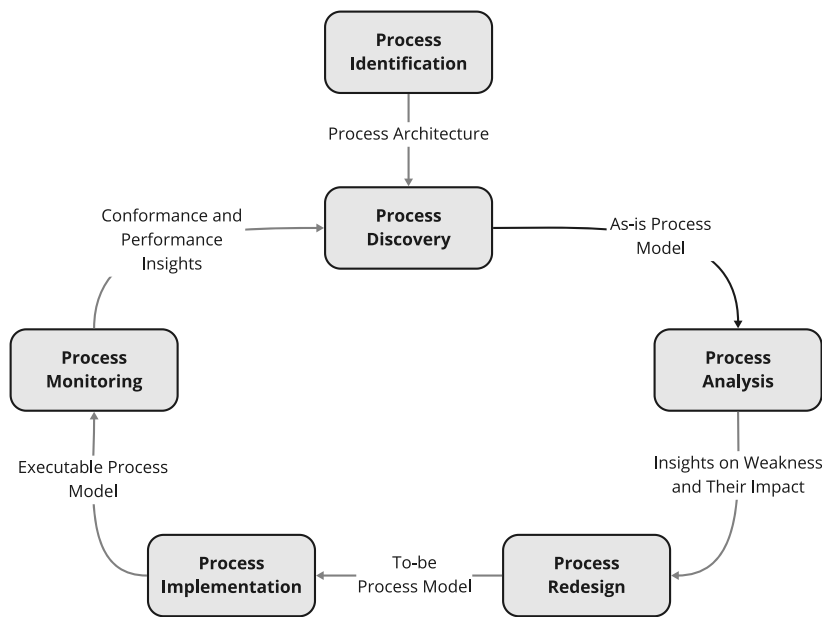 Process
Identification
Process Architecture
Process
Discovery
Conformance and
Performance
Insights
As-is Process
Model
Process
Monitoring
Process
Analysis
Executable Process
Model
Insights on Weakness
and Their Impact
Process
Implementation
To-be
Process Model
Process
Redesign